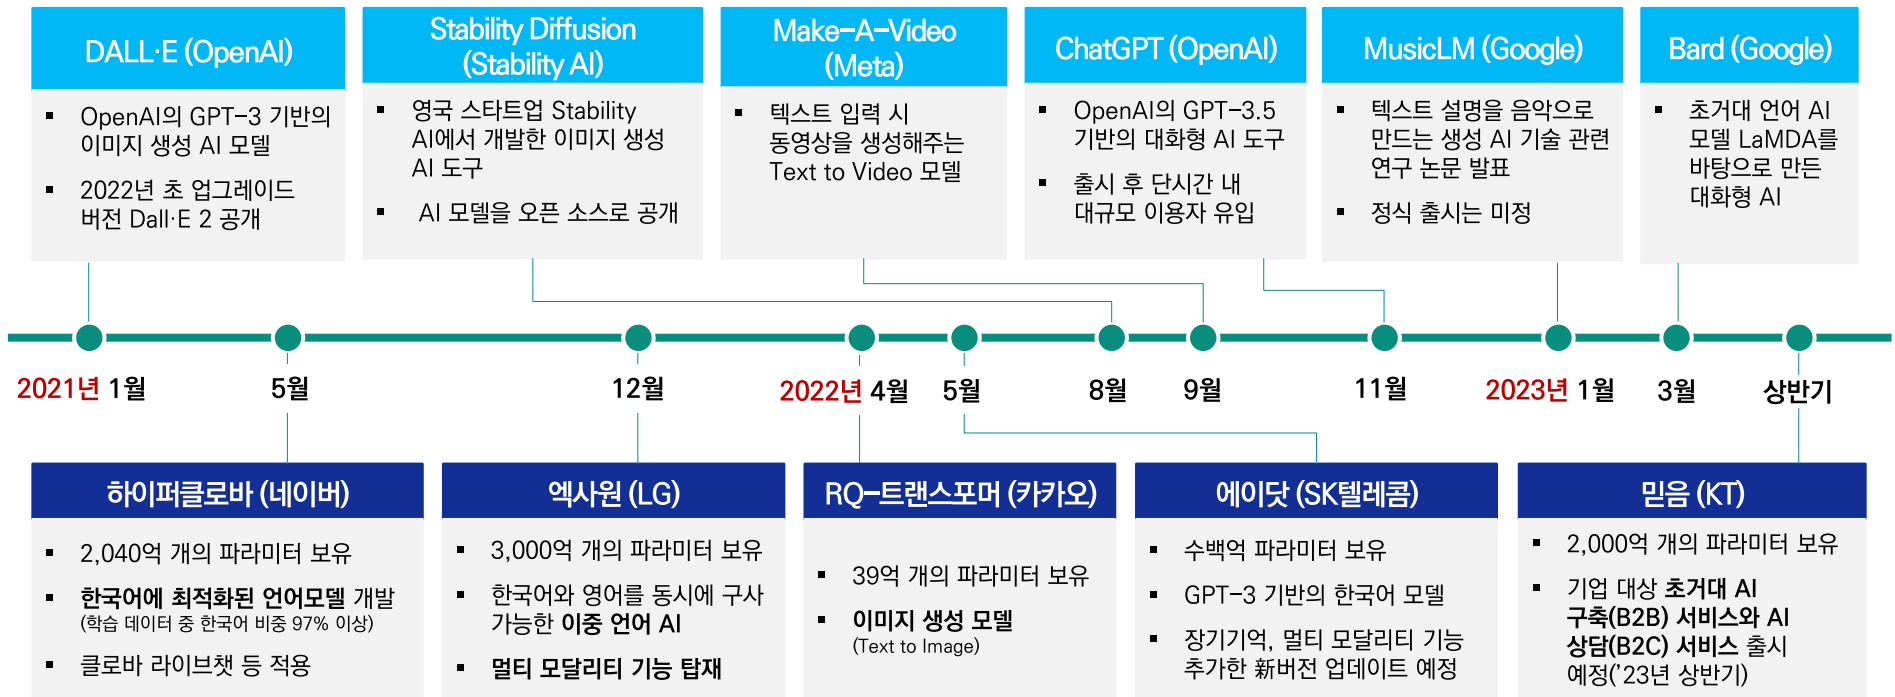 DALL·E (OpenAI)
▪ OpenAI의 GPT-3 기반의
이미지 생성 AI 모델
▪ 2022년 초 업그레이드
버전 Dall·E 2 공개
Stability Diffusion
(Stability AI)
▪ 영국 스타트업 Stability
AI에서 개발한 이미지 생성
AI 도구
▪ AI 모델을 오픈 소스로 공개
Make-A-Video
(Meta)
▪ 텍스트 입력 시
동영상을 생성해주는
Text to Video 모델
ChatGPT (OpenAI)
▪ OpenAI의 GPT-3.5
기반의 대화형 AI 도구
▪ 출시 후 단시간 내
대규모 이용자 유입
MusicLM (Google)
▪ 텍스트 설명을 음악으로
만드는 생성 AI 기술 관련
연구 논문 발표
▪ 정식 출시는 미정
Bard (Google)
▪ 초거대 언어 AI
모델 LaMDA를
바탕으로 만든
대화형 AI
2021년 1월
5월
12월
2022년 4월
5월
8월
9월
11월
2023년 1월
3월
상반기
하이퍼클로바 (네이버)
▪ 2,040억 개의 파라미터 보유
▪ 한국어에 최적화된 언어모델 개발
(학습 데이터 중 한국어 비중 97% 이상)
▪ 클로바 라이브챗 등 적용
엑사원 (LG)
▪ 3,000억 개의 파라미터 보유
▪ 한국어와 영어를 동시에 구사
가능한 이중 언어 AI
▪ 멀티 모달리티 기능 탑재
RQ-트랜스포머 (카카오)
▪ 39억 개의 파라미터 보유
▪ 이미지 생성 모델
(Text to Image)
에이닷 (SK텔레콤)
▪ 수백억 파라미터 보유
▪ GPT-3 기반의 한국어 모델
▪ 장기기억, 멀티 모달리티 기능
추가한 新버전 업데이트 예정
믿음 (KT)
▪ 2,000억 개의 파라미터 보유
▪ 기업 대상 초거대 AI
구축(B2B) 서비스와 AI
상담(B2C) 서비스 출시
예정('23년 상반기)